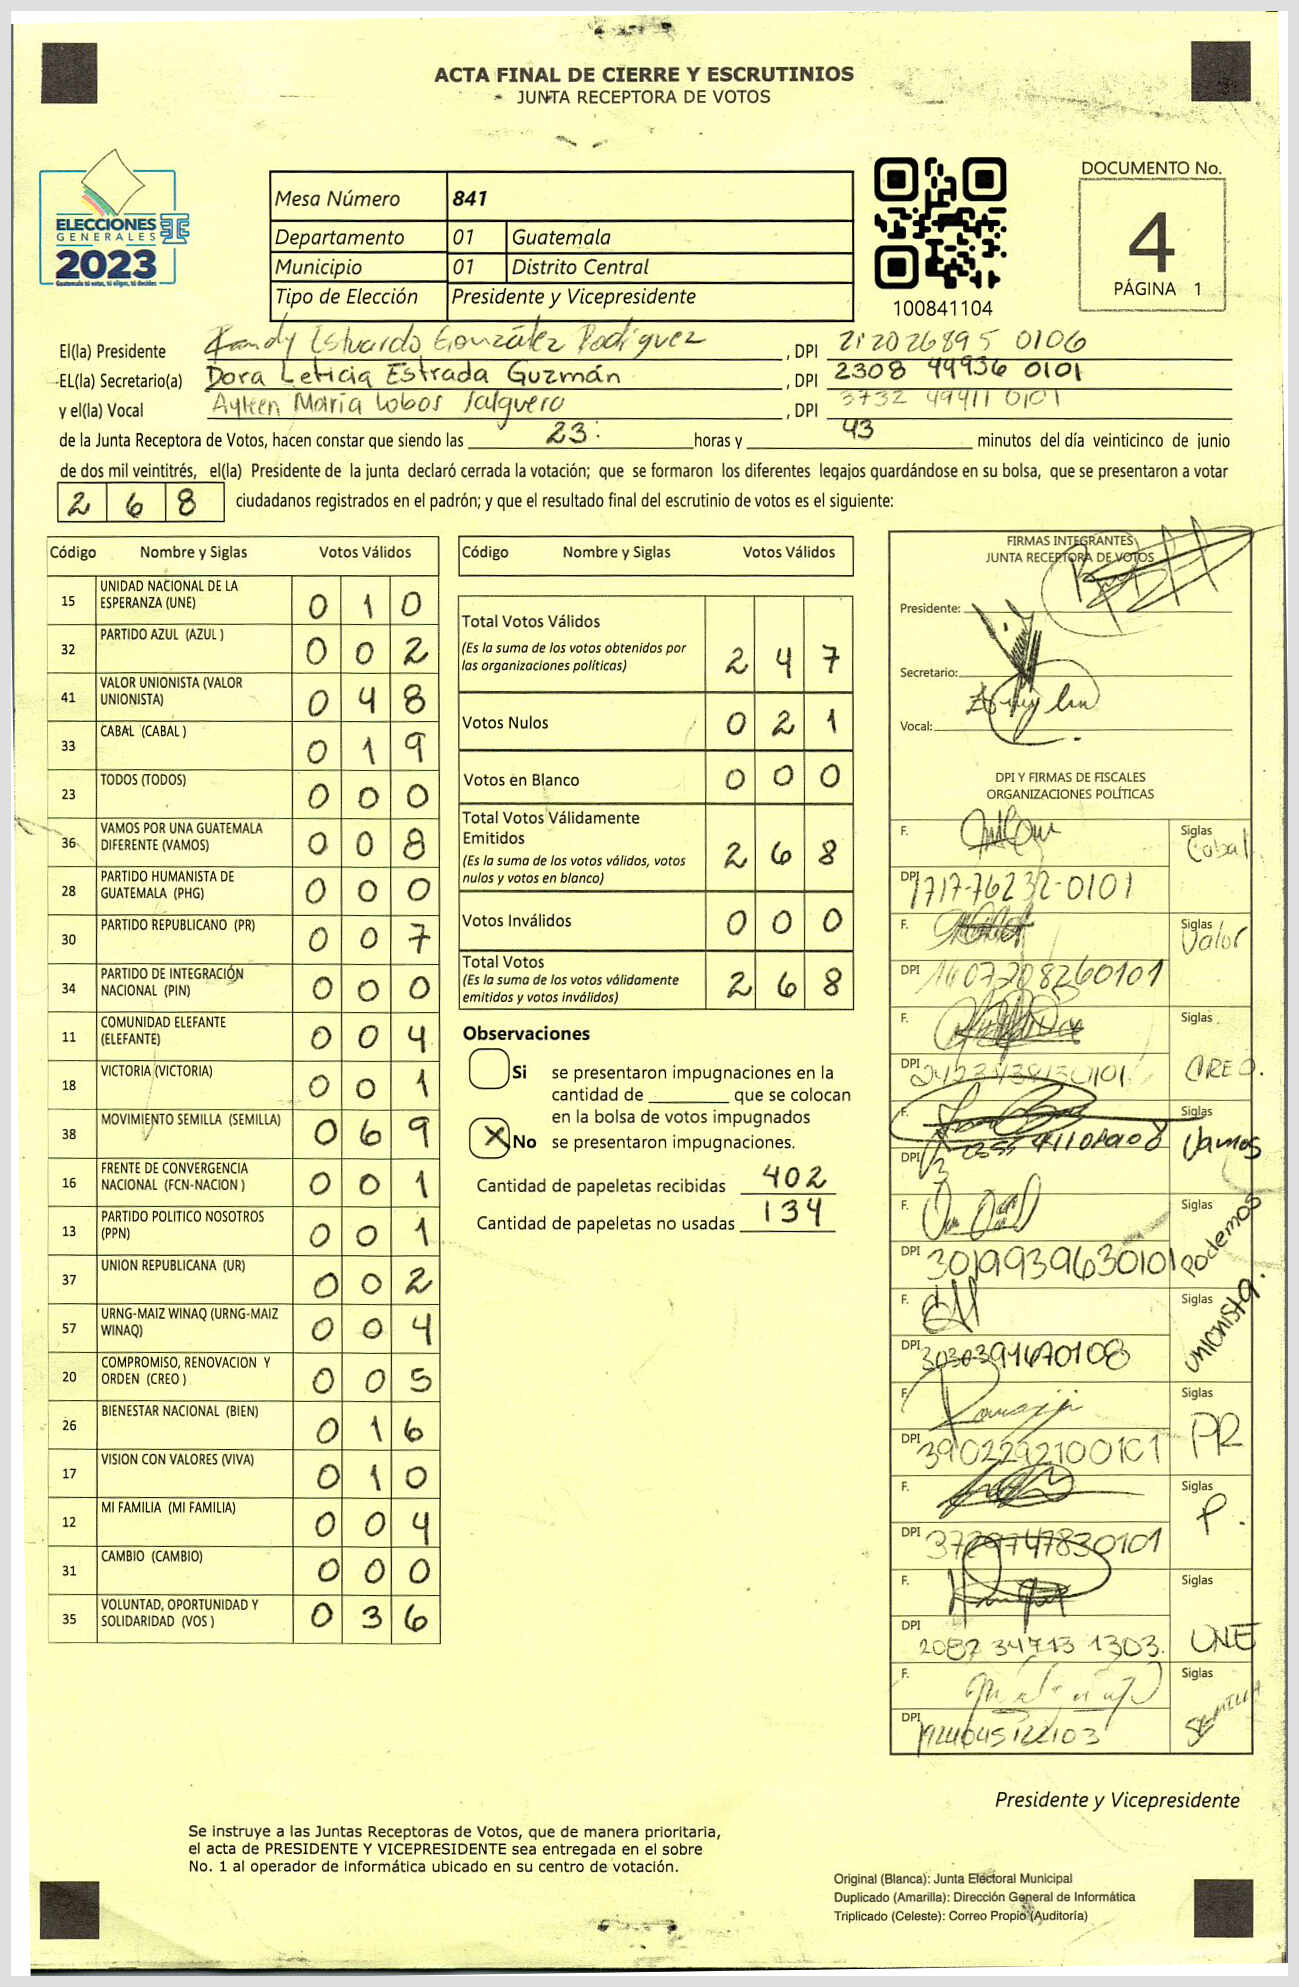 ACTA FINAL DE CIERRE Y ESCRUTINIOS
JUNTA RECEPTORA DE VOTOS
ELECCIONES
GENERALES
2023
Guatemala tú votas, tú eliges, tú decides
Mesa Número 841
Departamento 01 Guatemala
Municipio 01 Distrito Central
Tipo de Elección Presidente y Vicepresidente
100841104
DOCUMENTO No.
4
PÁGINA 1
El(la) Presidente Estuardo González Rodríguez, DPI 212026895 0106
EL(la) Secretario(a) Dora Leticia Estrada Guzmán, DPI 2308 49936 0101
y el(la) Vocal Ayleen María Lobos Salguero, DPI 3732 49411 0101
de la Junta Receptora de Votos, hacen constar que siendo las 23: horas y 43 minutos del día veinticinco de junio
de dos mil veintitrés, el(la) Presidente de la junta declaró cerrada la votación; que se formaron los diferentes legajos guardándose en su bolsa, que se presentaron a votar
268 ciudadanos registrados en el padrón; y que el resultado final del escrutinio de votos es el siguiente:
Código Nombre y Siglas Votos Válidos
15 UNIDAD NACIONAL DE LA ESPERANZA (UNE) 0 1 0
32 PARTIDO AZUL (AZUL ) 0 0 2
41 VALOR UNIONISTA (VALOR UNIONISTA) 0 4 8
33 CABAL (CABAL ) 0 1 9
23 TODOS (TODOS) 0 0 0
36 VAMOS POR UNA GUATEMALA DIFERENTE (VAMOS) 0 0 8
28 PARTIDO HUMANISTA DE GUATEMALA (PHG) 0 0 0
30 PARTIDO REPUBLICANO (PR) 0 0 7
34 PARTIDO DE INTEGRACIÓN NACIONAL (PIN) 0 0 0
11 COMUNIDAD ELEFANTE (ELEFANTE) 0 0 4
18 VICTORIA (VICTORIA) 0 0 1
38 MOVIMIENTO SEMILLA (SEMILLA) 0 6 9
16 FRENTE DE CONVERGENCIA NACIONAL (FCN-NACION ) 0 0 1
13 PARTIDO POLITICO NOSOTROS (PPN) 0 0 1
37 UNION REPUBLICANA (UR) 0 0 2
57 URNG-MAIZ WINAQ (URNG-MAIZ WINAQ) 0 0 4
20 COMPROMISO, RENOVACION Y ORDEN (CREO ) 0 0 5
26 BIENESTAR NACIONAL (BIEN) 0 1 6
17 VISION CON VALORES (VIVA) 0 1 0
12 MI FAMILIA (MI FAMILIA) 0 0 4
31 CAMBIO (CAMBIO) 0 0 0
35 VOLUNTAD, OPORTUNIDAD Y SOLIDARIDAD (VOS ) 0 3 6
Código Nombre y Siglas Votos Válidos
Total Votos Válidos
(Es la suma de los votos obtenidos por
las organizaciones políticas) 2 4 7
Votos Nulos 0 2 1
Votos en Blanco 0 0 0
Total Votos Válidamente
Emitidos
(Es la suma de los votos válidos, votos
nulos y votos en blanco) 2 6 8
Votos Inválidos 0 0 0
Total Votos
(Es la suma de los votos válidamente
emitidos y votos inválidos) 2 6 8
Observaciones
Si se presentaron impugnaciones en la
cantidad de ________ que se colocan
en la bolsa de votos impugnados
X No se presentaron impugnaciones.
Cantidad de papeletas recibidas 402
Cantidad de papeletas no usadas 134
FIRMAS INTEGRANTES
JUNTA RECEPTORA DE VOTOS
Presidente:
Secretario:
Vocal:
DPI Y FIRMAS DE FISCALES
ORGANIZACIONES POLÍTICAS
F. Siglas Cabal
DPI 1717-76232-0101
F. Siglas Valor
DPI
F. Siglas CREO.
DPI
F. Siglas Vamos
DPI
F. Siglas Podemos
DPI 3019939630101
F. Siglas Unionista.
DPI 3030391670108
F. Siglas PR
DPI 3902292100101
F. Siglas P.
DPI 3729747830101
F. Siglas UNE
DPI 2087 34713 1303.
F. Siglas SEMILLA
DPI
Presidente y Vicepresidente
Se instruye a las Juntas Receptoras de Votos, que de manera prioritaria,
el acta de PRESIDENTE Y VICEPRESIDENTE sea entregada en el sobre
No. 1 al operador de informática ubicado en su centro de votación.
Original (Blanca): Junta Electoral Municipal
Duplicado (Amarilla): Dirección General de Informática
Triplicado (Celeste): Correo Propio (Auditoría)